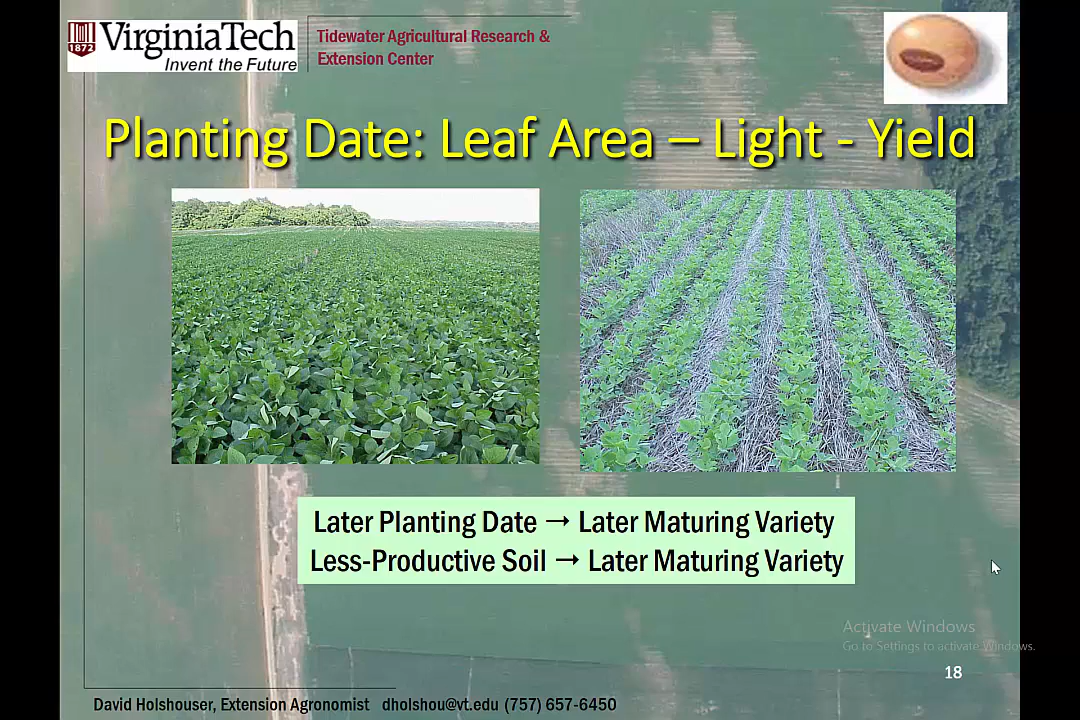 VirginiaTech
1872
Invent the Future
Tidewater Agricultural Research &
Extension Center
Planting Date: Leaf Area – Light - Yield
Later Planting Date → Later Maturing Variety
Less-Productive Soil → Later Maturing Variety
Activate Windows
Go to Settings to activate Windows.
18
David Holshouser, Extension Agronomist dholshou@vt.edu (757) 657-6450